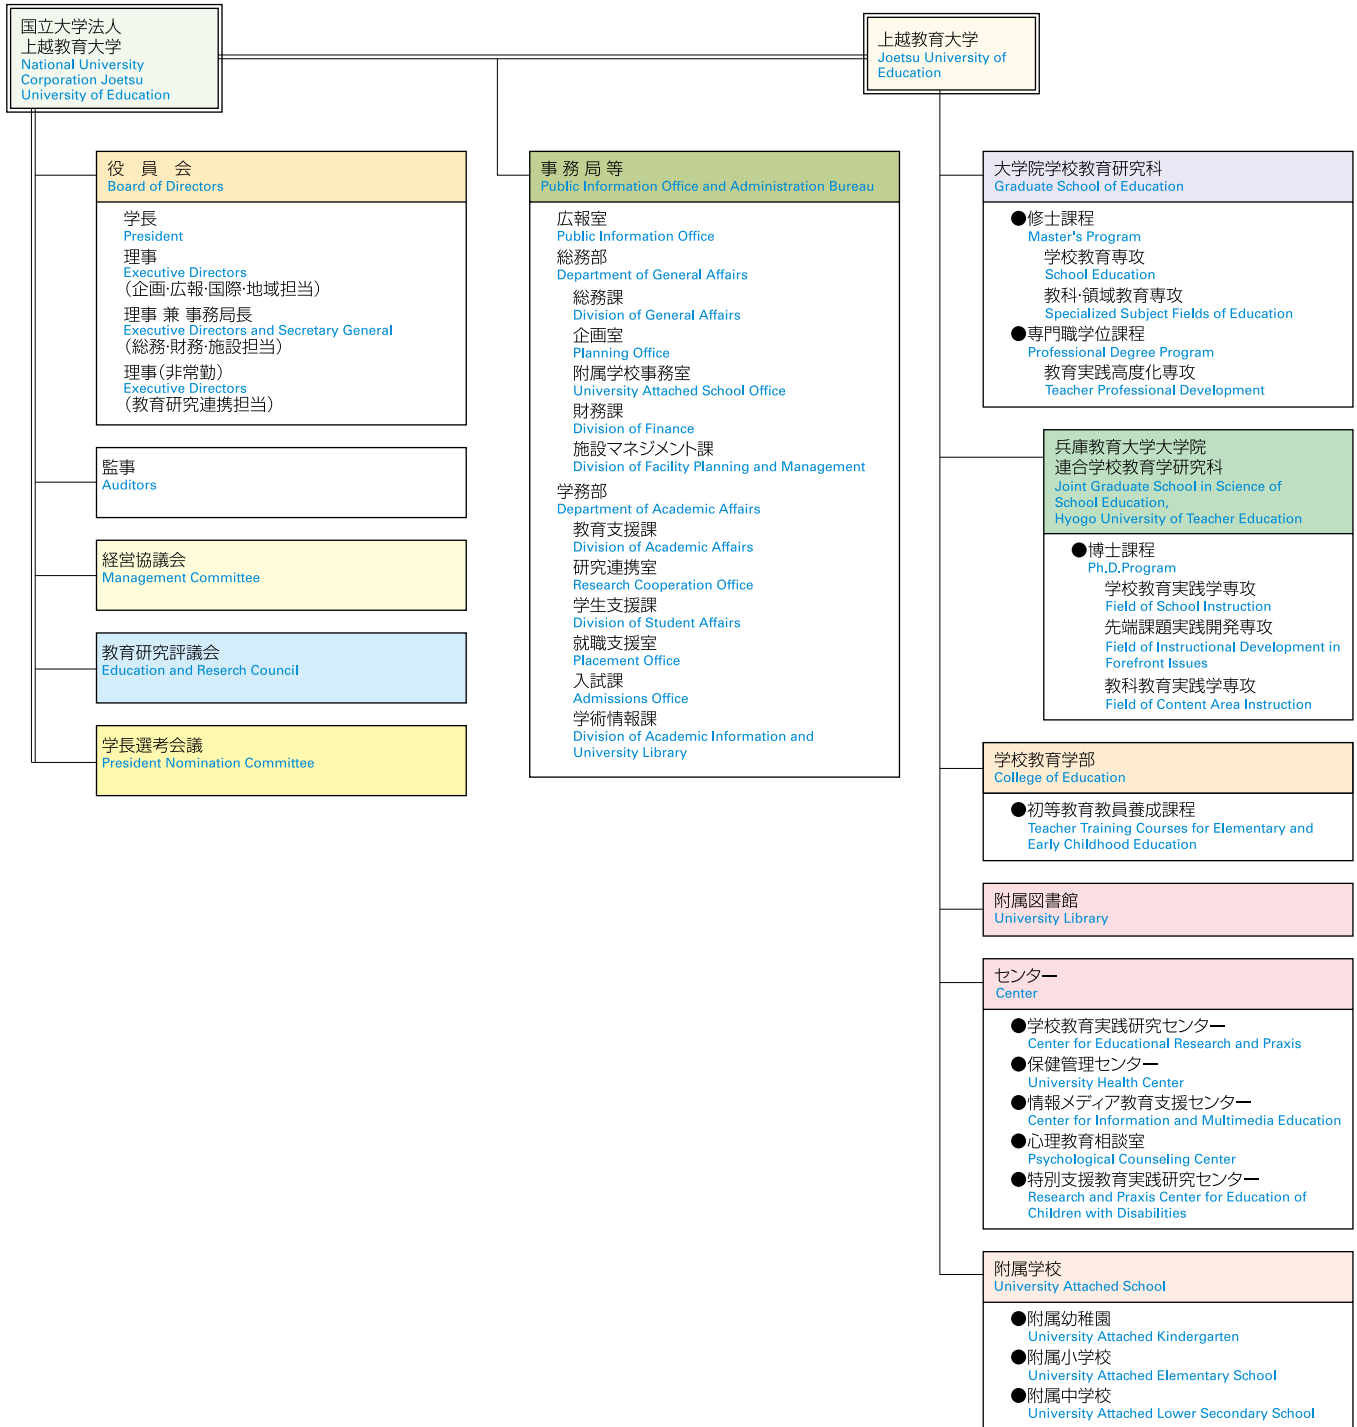 国立大学法人
上越教育大学
National University
Corporation Joetsu
University of Education
上越教育大学
Joetsu University of
Education
役 員 会
Board of Directors
学長
President
理事
Executive Directors
(企画・広報・国際・地域担当)
理事 兼 事務局長
Executive Directors and Secretary General
(総務・財務・施設担当)
理事(非常勤)
Executive Directors
(教育研究連携担当)
監事
Auditors
経営協議会
Management Committee
教育研究評議会
Education and Reserch Council
学長選考会議
President Nomination Committee
事務局等
Public Information Office and Administration Bureau
広報室
Public Information Office
総務部
Department of General Affairs
総務課
Division of General Affairs
企画室
Planning Office
附属学校事務室
University Attached School Office
財務課
Division of Finance
施設マネジメント課
Division of Facility Planning and Management
学務部
Department of Academic Affairs
教育支援課
Division of Academic Affairs
研究連携室
Research Cooperation Office
学生支援課
Division of Student Affairs
就職支援室
Placement Office
入試課
Admissions Office
学術情報課
Division of Academic Information and
University Library
大学院学校教育研究科
Graduate School of Education
●修士課程
Master's Program
学校教育専攻
School Education
教科・領域教育専攻
Specialized Subject Fields of Education
●専門職学位課程
Professional Degree Program
教育実践高度化専攻
Teacher Professional Development
兵庫教育大学大学院
連合学校教育学研究科
Joint Graduate School in Science of
School Education,
Hyogo University of Teacher Education
●博士課程
Ph.D.Program
学校教育実践学専攻
Field of School Instruction
先端課題実践開発専攻
Field of Instructional Development in
Forefront Issues
教科教育実践学専攻
Field of Content Area Instruction
学校教育学部
College of Education
●初等教育教員養成課程
Teacher Training Courses for Elementary and
Early Childhood Education
附属図書館
University Library
センター
Center
●学校教育実践研究センター
Center for Educational Research and Praxis
●保健管理センター
University Health Center
●情報メディア教育支援センター
Center for Information and Multimedia Education
●心理教育相談室
Psychological Counseling Center
●特別支援教育実践研究センター
Research and Praxis Center for Education of
Children with Disabilities
附属学校
University Attached School
●附属幼稚園
University Attached Kindergarten
●附属小学校
University Attached Elementary School
●附属中学校
University Attached Lower Secondary School